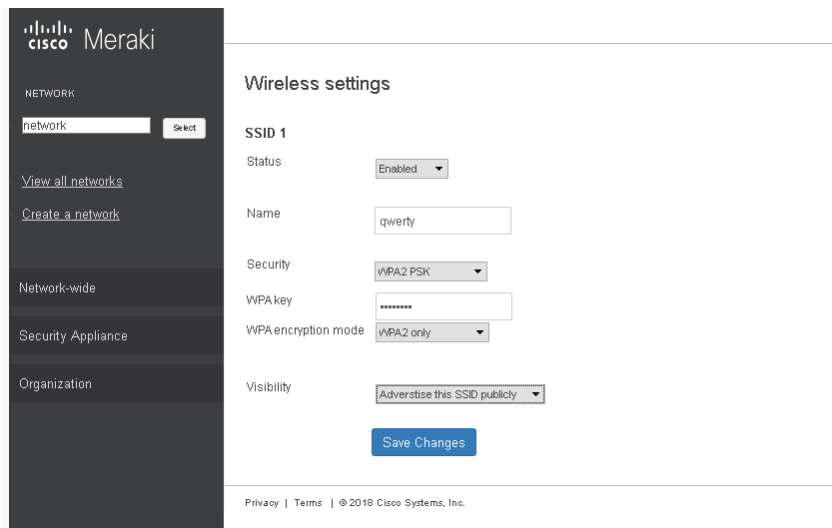 cisco Meraki
NETWORK
network Select
View all networks
Create a network
Network-wide
Security Appliance
Organization
Wireless settings
SSID 1
Status Enabled
Name qwerty
Security WPA2 PSK
WPA key ••••••••
WPA encryption mode WPA2 only
Visibility Adverstise this SSID publicly
Save Changes
Privacy | Terms | © 2018 Cisco Systems, Inc.